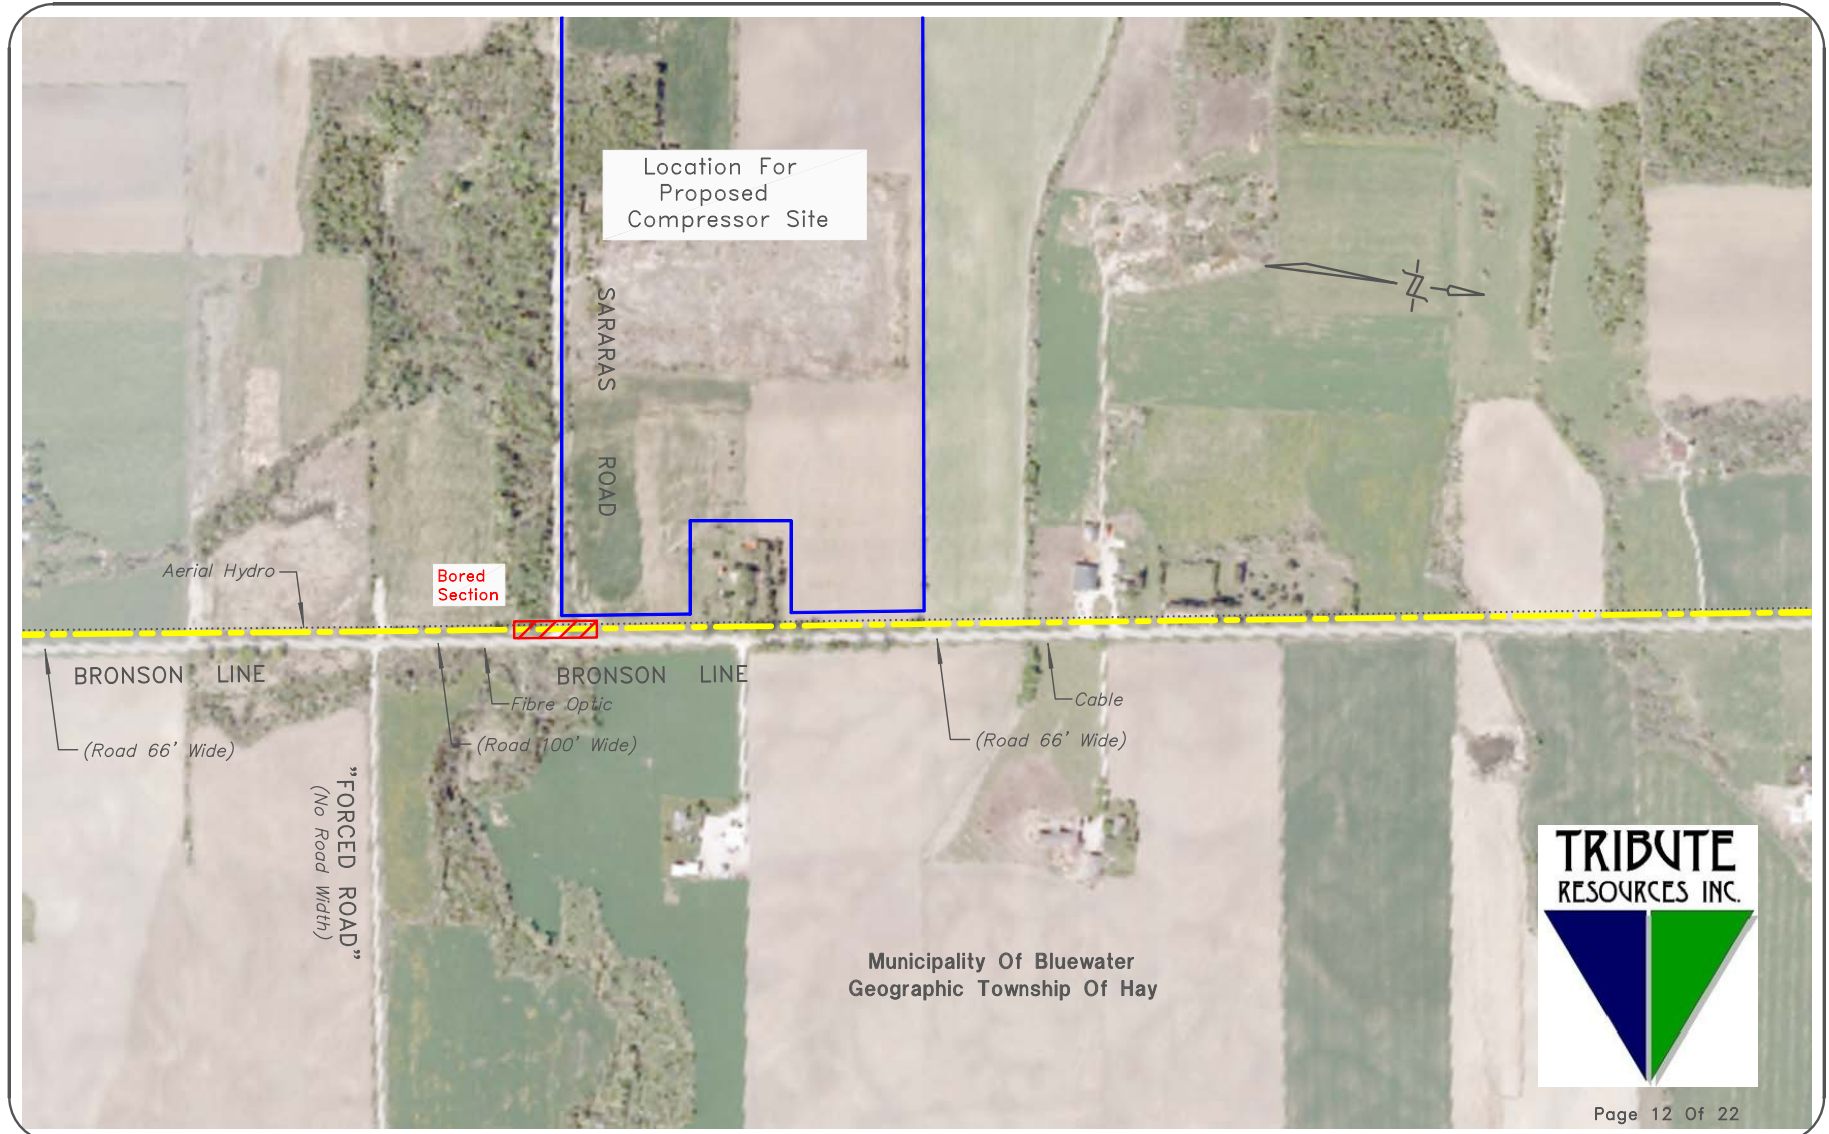 Location For
Proposed
Compressor Site
SARARAS ROAD
Aerial Hydro
Bored
Section
BRONSON LINE
BRONSON LINE
Fibre Optic
Cable
(Road 66' Wide)
(Road 100' Wide)
(Road 66' Wide)
"FORCED ROAD"
(No Road Width)
Municipality Of Bluewater
Geographic Township Of Hay
TRIBUTE
RESOURCES INC.
Page 12 Of 22